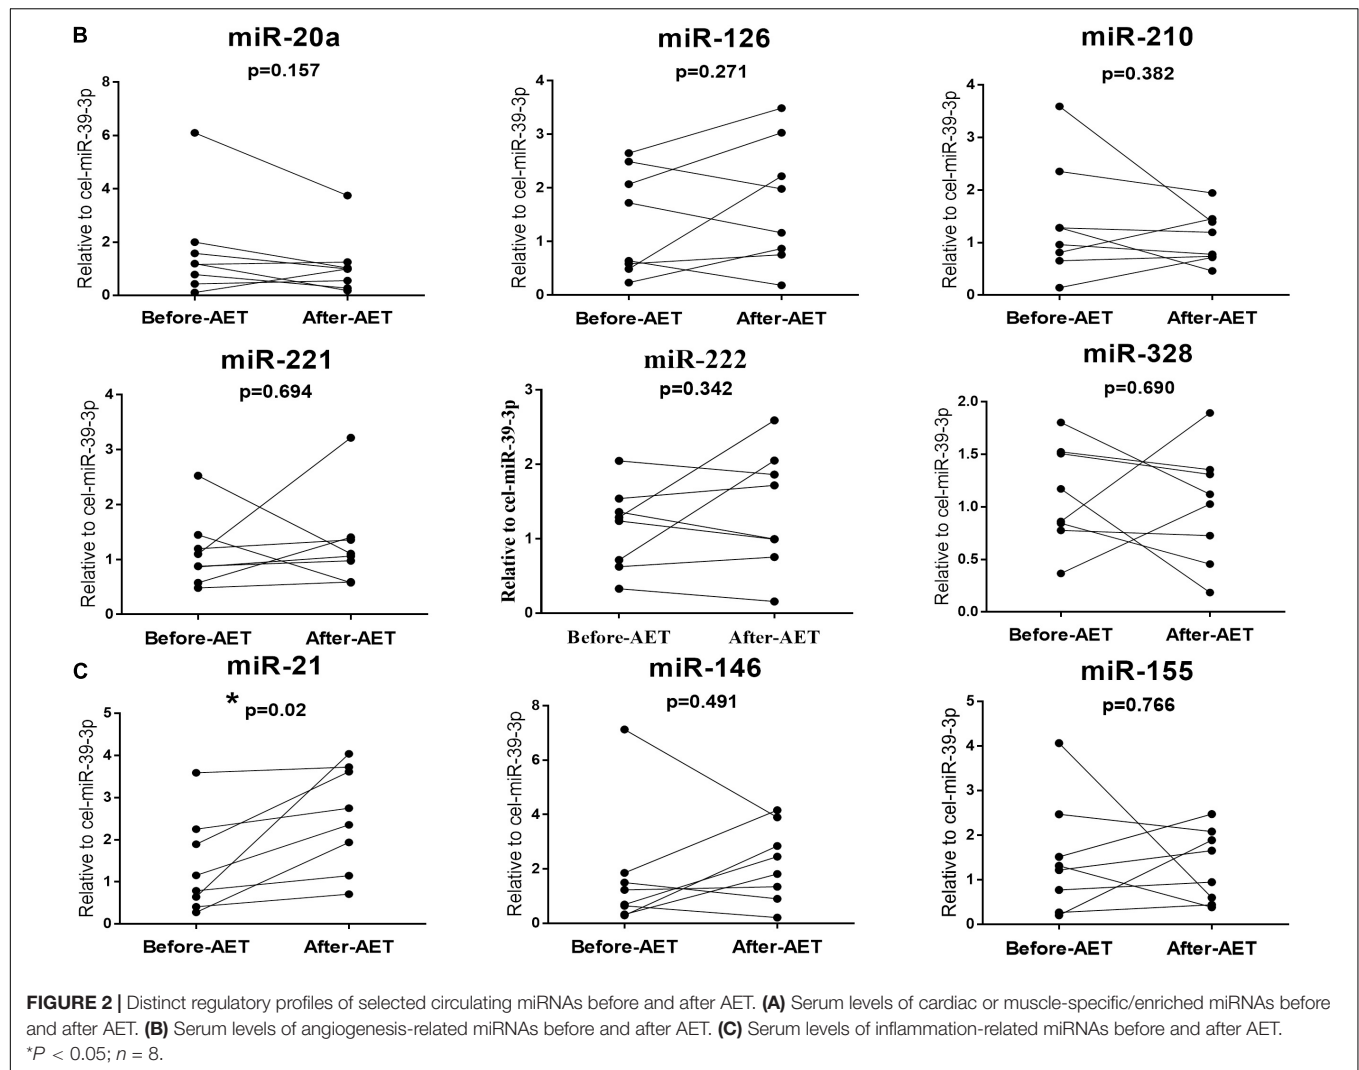 B
miR-20a
p=0.157
Relative to cel-miR-39-3p
8
6
4
2
0
Before-AET
After-AET
miR-126
p=0.271
Relative to cel-miR-39-3p
4
3
2
1
0
Before-AET
After-AET
miR-210
p=0.382
Relative to cel-miR-39-3p
4
3
2
1
0
Before-AET
After-AET
miR-221
p=0.694
Relative to cel-miR-39-3p
4
3
2
1
0
Before-AET
After-AET
miR-222
p=0.342
Relative to cel-miR-39-3p
3
2
1
0
Before-AET
After-AET
miR-328
p=0.690
Relative to cel-miR-39-3p
2.0
1.5
1.0
0.5
0.0
Before-AET
After-AET
C
miR-21
* p=0.02
Relative to cel-miR-39-3p
5
4
3
2
1
0
Before-AET
After-AET
miR-146
p=0.491
Relative to cel-miR-39-3p
8
6
4
2
0
Before-AET
After-AET
miR-155
p=0.766
Relative to cel-miR-39-3p
5
4
3
2
1
0
Before-AET
After-AET
FIGURE 2 | Distinct regulatory profiles of selected circulating miRNAs before and after AET. (A) Serum levels of cardiac or muscle-specific/enriched miRNAs before
and after AET. (B) Serum levels of angiogenesis-related miRNAs before and after AET. (C) Serum levels of inflammation-related miRNAs before and after AET.
*P < 0.05; n = 8.